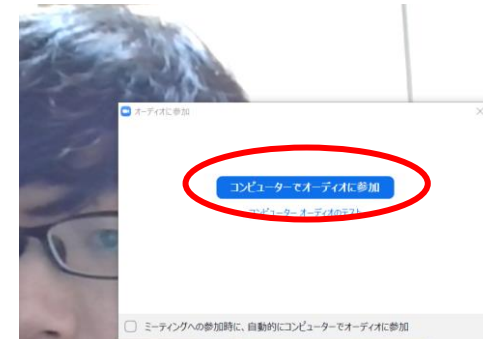 オーディオに参加
コンピューターでオーディオに参加
コンピューター オーディオのテスト
ミーティングへの参加時に、自動的にコンピューターでオーディオに参加